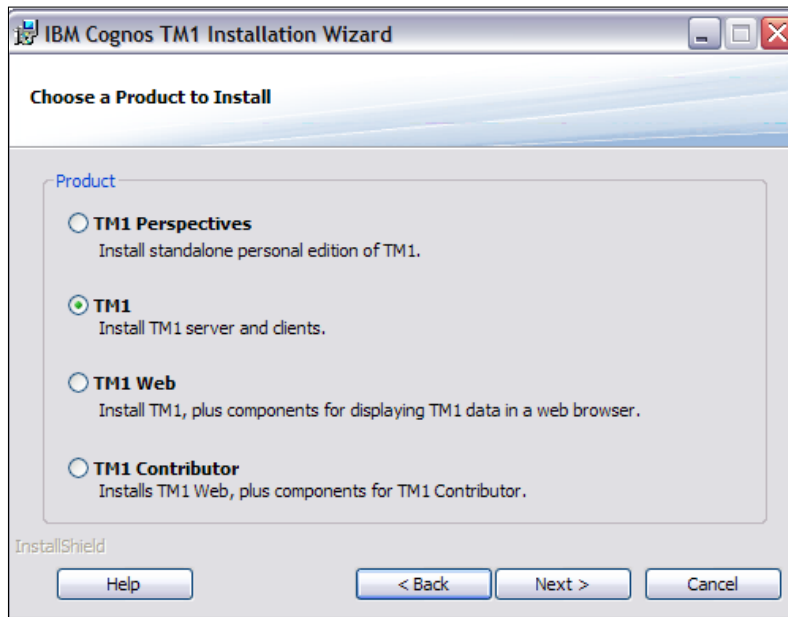 IBM Cognos TM1 Installation Wizard
Choose a Product to Install
Product
TM1 Perspectives
Install standalone personal edition of TM1.
TM1
Install TM1 server and clients.
TM1 Web
Install TM1, plus components for displaying TM1 data in a web browser.
TM1 Contributor
Installs TM1 Web, plus components for TM1 Contributor.
InstallShield
Help < Back Next > Cancel